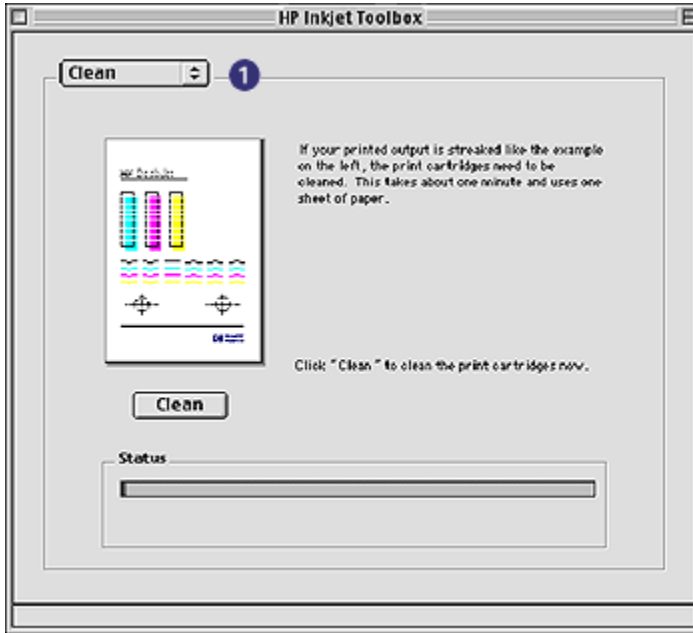 HP Inkjet Toolbox
Clean
1
If your printed output is streaked like the example
on the left, the print cartridges need to be
cleaned. This takes about one minute and uses one
sheet of paper.
Click "Clean" to clean the print cartridges now.
Clean
Status